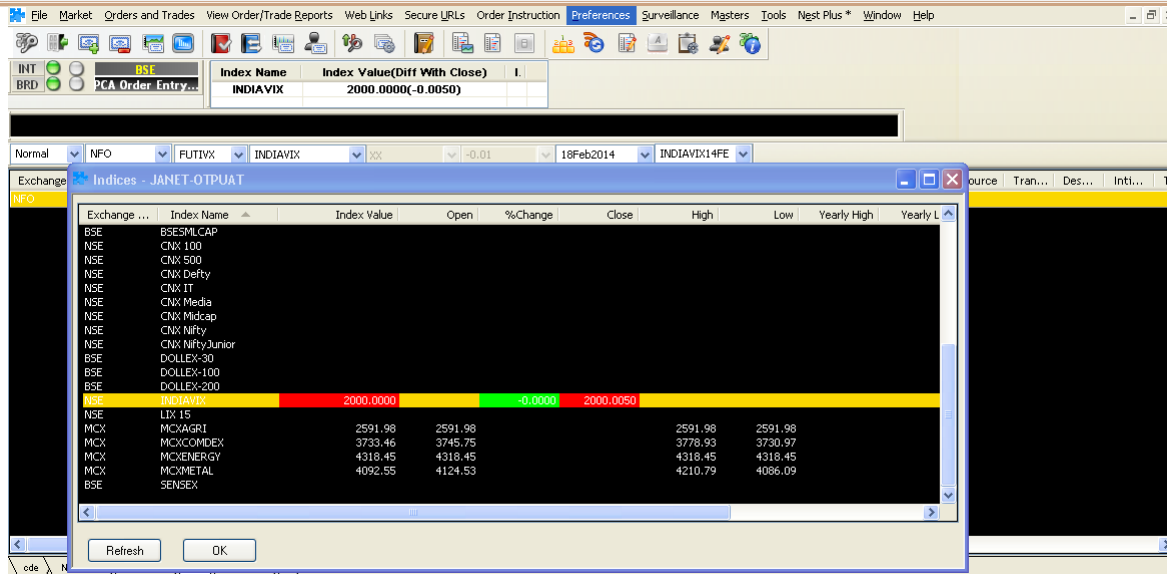 File Market Orders and Trades View Order/Trade Reports Web Links Secure URLs Order Instruction Preferences Surveillance Masters Tools Nest Plus * Window Help
INT BSE
BRD PCA Order Entry...
Index Name Index Value(Diff With Close) I.
INDIAVIX 2000.0000(-0.0050)
Normal NFO FUTIVX INDIAVIX XX -0.01 18Feb2014 INDIAVIX14FE
Exchange Indices - JANET-OTPUAT ource Tran... Des... Inti...
NFO
Exchange ... Index Name Index Value Open %Change Close High Low Yearly High Yearly L
BSE BSESMLCAP
NSE CNX 100
NSE CNX 500
NSE CNX Defty
NSE CNX IT
NSE CNX Media
NSE CNX Midcap
NSE CNX Nifty
NSE CNX NiftyJunior
BSE DOLLEX-30
BSE DOLLEX-100
BSE DOLLEX-200
NSE INDIAVIX 2000.0000 -0.0000 2000.0050
NSE LIX 15
MCX MCXAGRI 2591.98 2591.98 2591.98 2591.98
MCX MCXCOMDEX 3733.46 3745.75 3778.93 3730.97
MCX MCXENERGY 4318.45 4318.45 4318.45 4318.45
MCX MCXMETAL 4092.55 4124.53 4210.79 4086.09
BSE SENSEX
Refresh OK
cde N